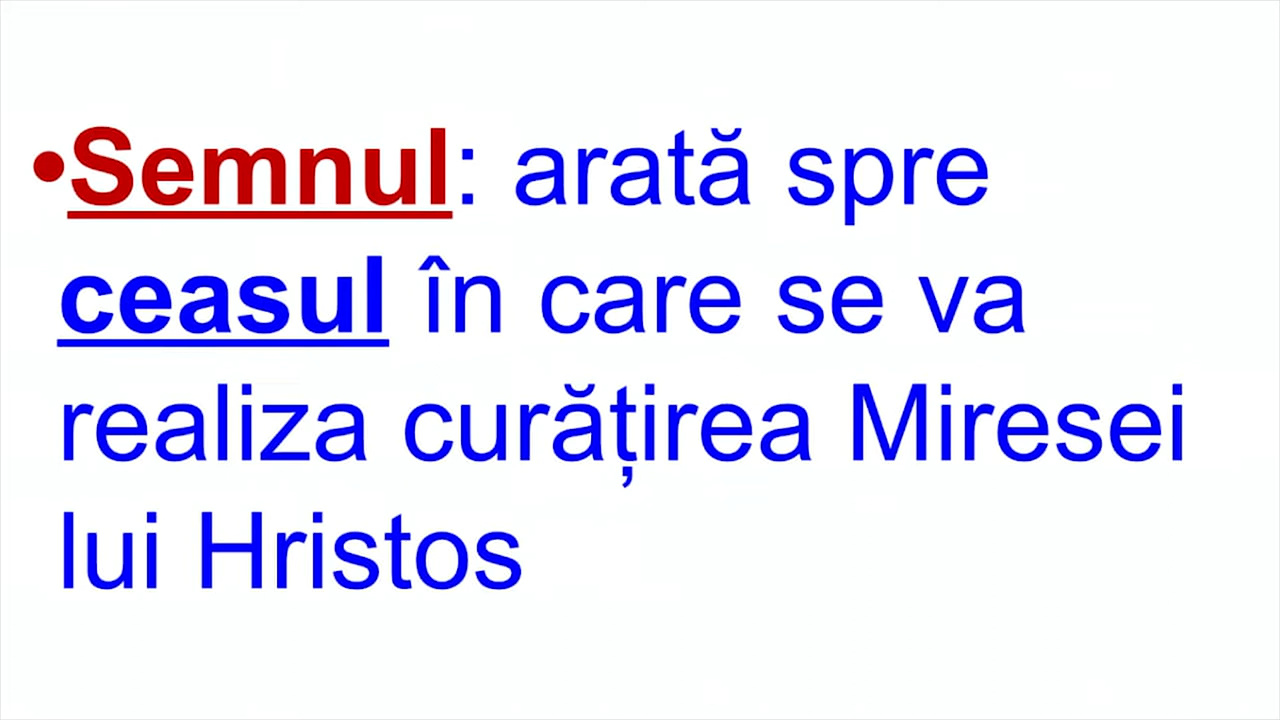 •Semnul: arată spre
ceasul în care se va
realiza curățirea Miresei
lui Hristos